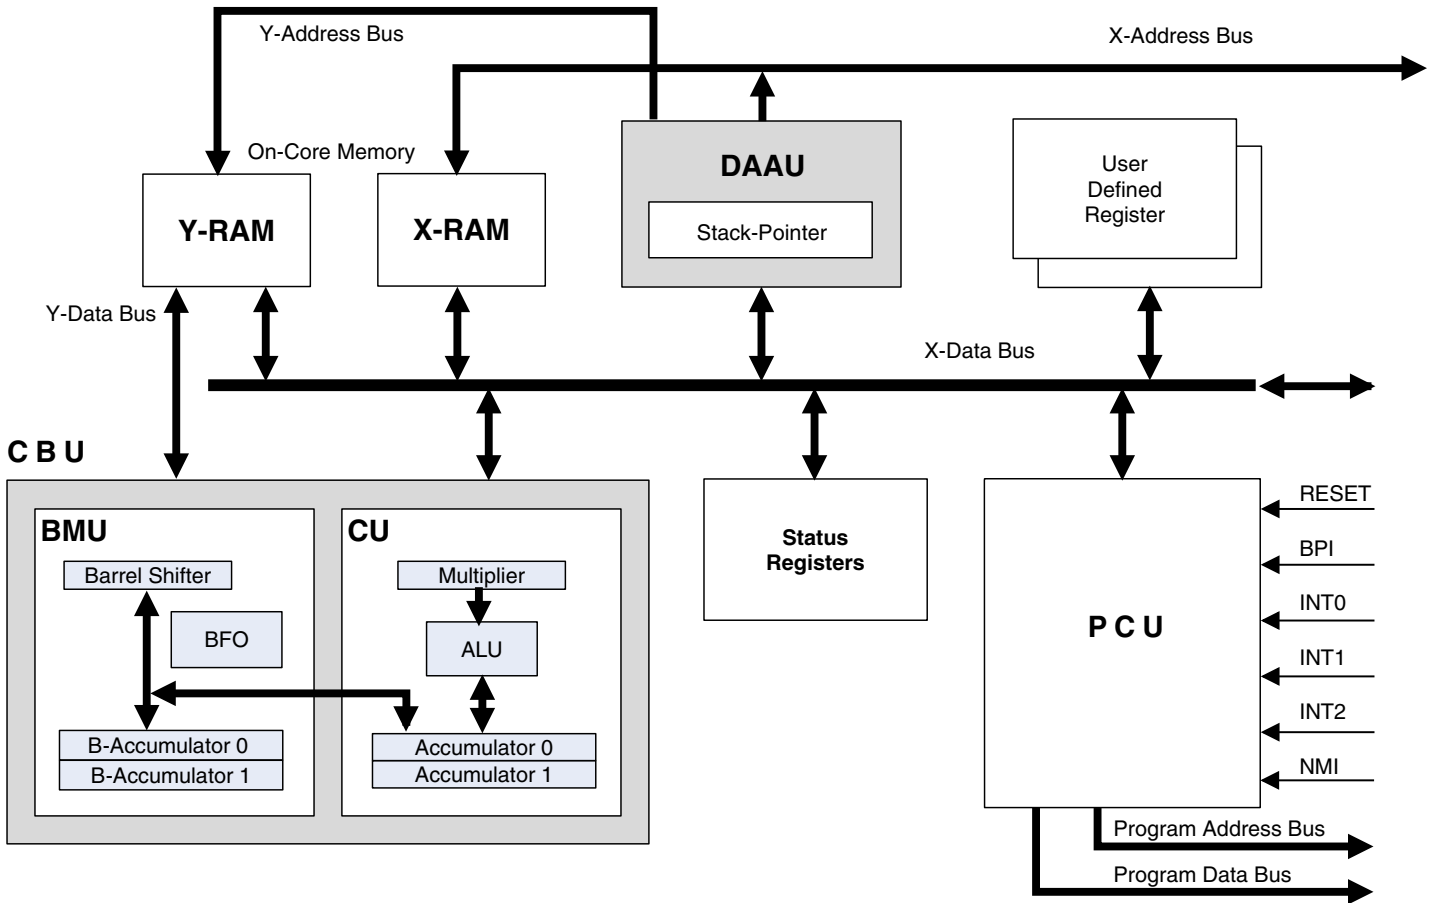 Y-Address Bus
X-Address Bus
On-Core Memory
Y-RAM
X-RAM
DAAU
Stack-Pointer
User
Defined
Register
Y-Data Bus
X-Data Bus
C B U
BMU
Barrel Shifter
BFO
B-Accumulator 0
B-Accumulator 1
CU
Multiplier
ALU
Accumulator 0
Accumulator 1
Status
Registers
P C U
RESET
BPI
INT0
INT1
INT2
NMI
Program Address Bus
Program Data Bus